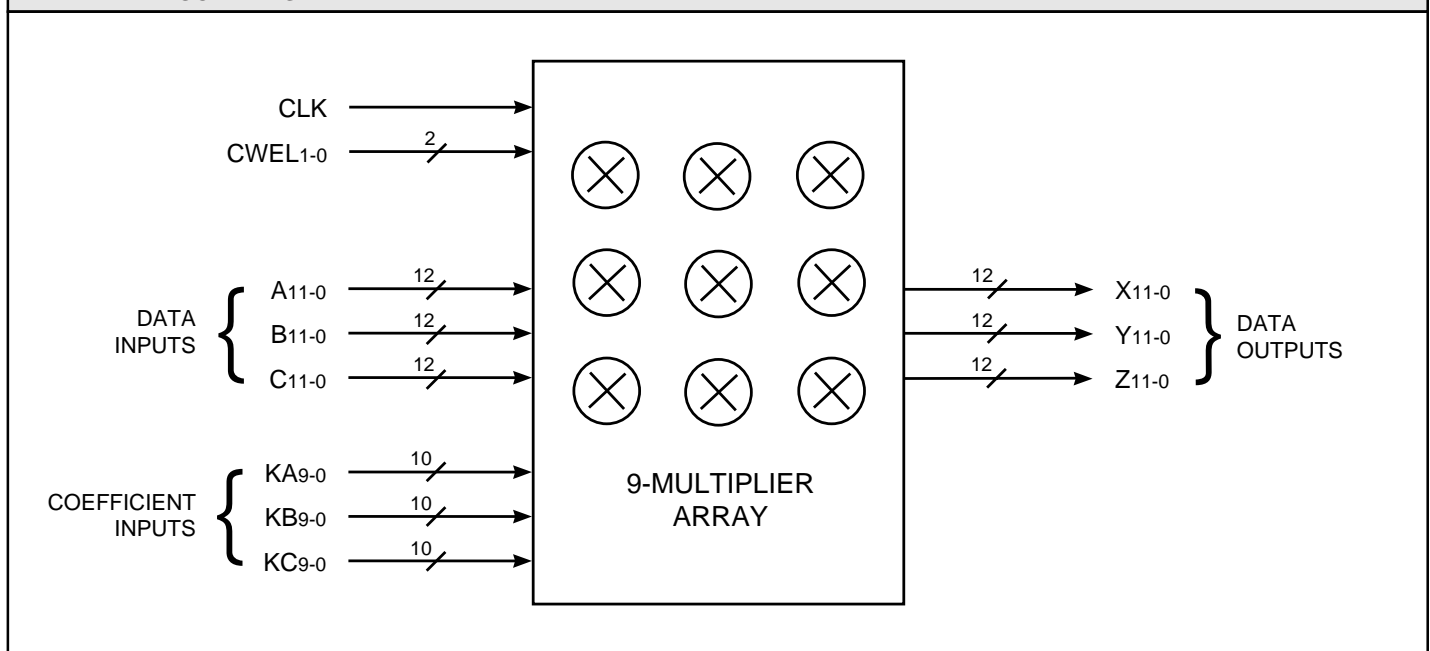 CLK
CWEL1-0
2
DATA
INPUTS
A11-0
12
B11-0
12
C11-0
12
COEFFICIENT
INPUTS
KA9-0
10
KB9-0
10
KC9-0
10
9-MULTIPLIER
ARRAY
12
X11-0
12
Y11-0
12
Z11-0
DATA
OUTPUTS